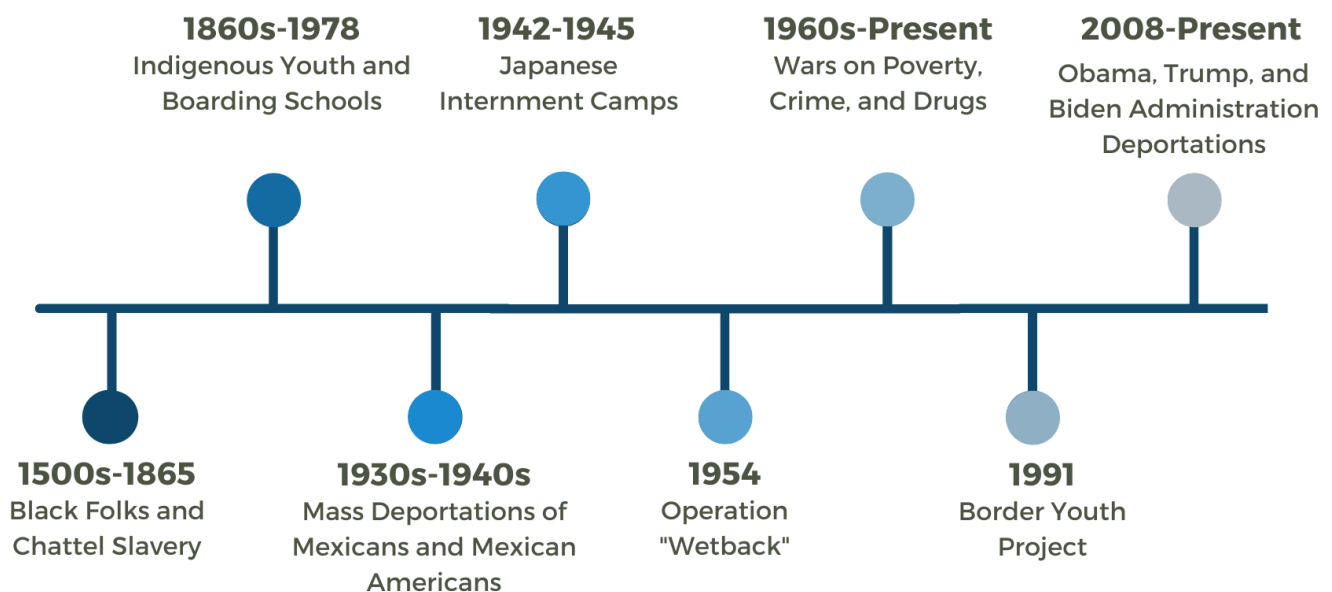 1860s-1978
Indigenous Youth and
Boarding Schools
1942-1945
Japanese
Internment Camps
1960s-Present
Wars on Poverty,
Crime, and Drugs
2008-Present
Obama, Trump, and
Biden Administration
Deportations
1500s-1865
Black Folks and
Chattel Slavery
1930s-1940s
Mass Deportations of
Mexicans and Mexican
Americans
1954
Operation
"Wetback"
1991
Border Youth
Project